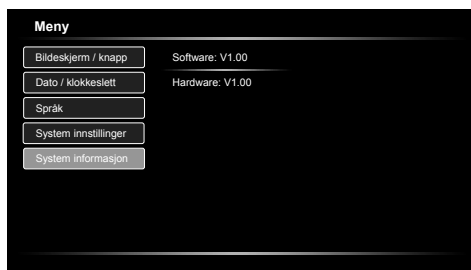 Meny
Bildeskjerm / knapp
Software: V1.00
Dato / klokkeslett
Hardware: V1.00
Språk
System innstillinger
System informasjon